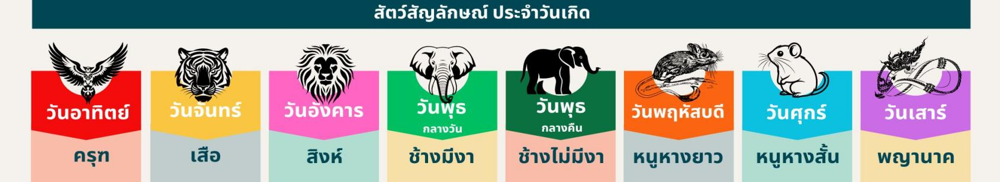 สัตว์สัญลักษณ์ ประจำวันเกิด
วันอาทิตย์
ครุฑ
วันจันทร์
เสือ
วันอังคาร
สิงห์
วันพุธ
กลางวัน
ช้างมีงา
วันพุธ
กลางคืน
ช้างไม่มีงา
วันพฤหัสบดี
หนูหางยาว
วันศุกร์
หนูหางสั้น
วันเสาร์
พญานาค